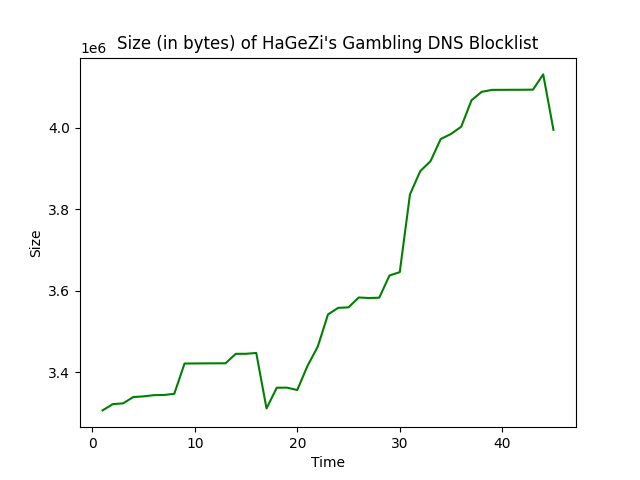 Size (in bytes) of HaGeZi's Gambling DNS Blocklist
1e6
4.0
3.8
3.6
3.4
Size
0 10 20 30 40
Time